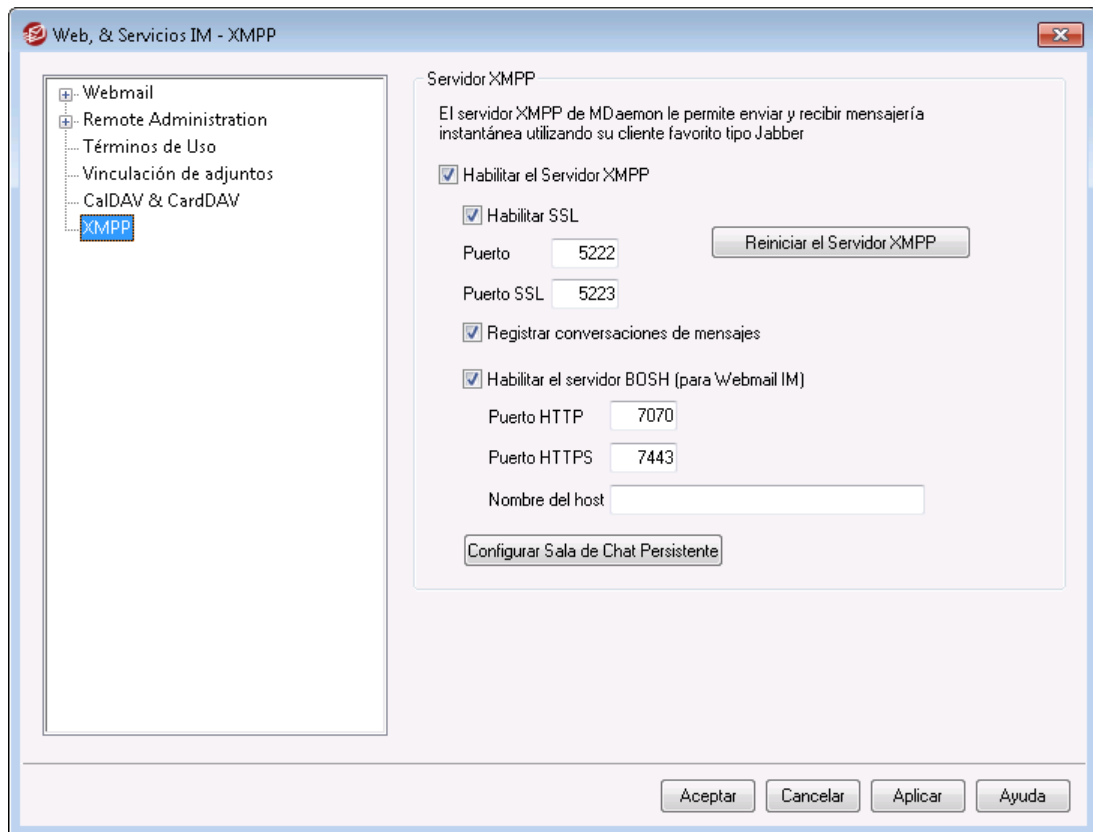 Web, & Servicios IM - XMPP
Webmail
Remote Administration
Términos de Uso
Vinculación de adjuntos
CalDAV & CardDAV
XMPP
Servidor XMPP
El servidor XMPP de MDaemon le permite enviar y recibir mensajería
instantánea utilizando su cliente favorito tipo Jabber
Habilitar el Servidor XMPP
Habilitar SSL
Puerto 5222
Reiniciar el Servidor XMPP
Puerto SSL 5223
Registrar conversaciones de mensajes
Habilitar el servidor BOSH (para Webmail IM)
Puerto HTTP 7070
Puerto HTTPS 7443
Nombre del host
Configurar Sala de Chat Persistente
Aceptar Cancelar Aplicar Ayuda